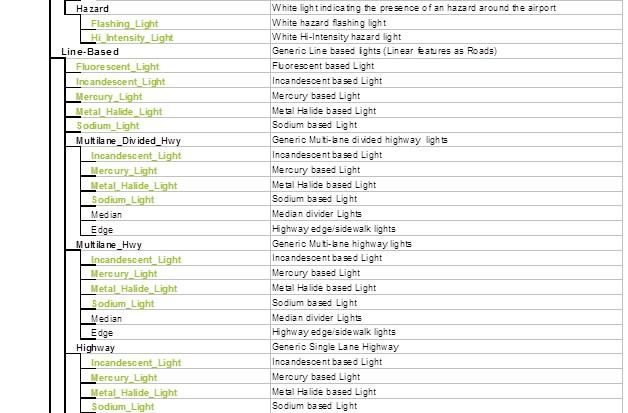 Hazard White light indicating the presence of an hazard around the airport
Flashing_Light White hazard flashing light
Hi_Intensity_Light White Hi-Intensity hazard light
Line-Based Generic Line based lights (Linear features as Roads)
Fluorescent_Light Fluorescent based Light
Incandescent_Light Incandescent based Light
Mercury_Light Mercury based Light
Metal_Halide_Light Metal Halide based Light
Sodium_Light Sodium based Light
Multilane_Divided_Hwy Generic Multi-lane divided highway lights
Incandescent_Light Incandescent based Light
Mercury_Light Mercury based Light
Metal_Halide_Light Metal Halide based Light
Sodium_Light Sodium based Light
Median Median divider Lights
Edge Highway edge/sidewalk lights
Multilane_Hwy Generic Multi-lane highway lights
Incandescent_Light Incandescent based Light
Mercury_Light Mercury based Light
Metal_Halide_Light Metal Halide based Light
Sodium_Light Sodium based Light
Median Median divider Lights
Edge Highway edge/sidewalk lights
Highway Generic Single Lane Highway
Incandescent_Light Incandescent based Light
Mercury_Light Mercury based Light
Metal_Halide_Light Metal Halide based Light
Sodium_Light Sodium based Light